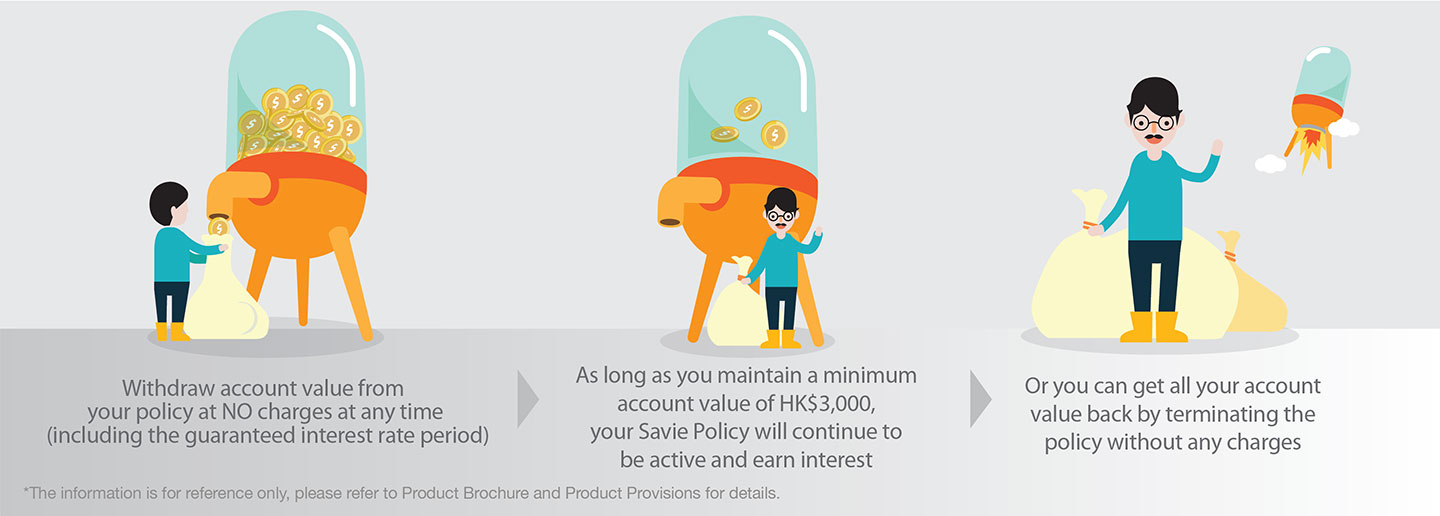 Withdraw account value from
your policy at NO charges at any time
(including the guaranteed interest rate period)
As long as you maintain a minimum
account value of HK$3,000,
your Savie Policy will continue to
be active and earn interest
Or you can get all your account
value back by terminating the
policy without any charges
*The information is for reference only, please refer to Product Brochure and Product Provisions for details.